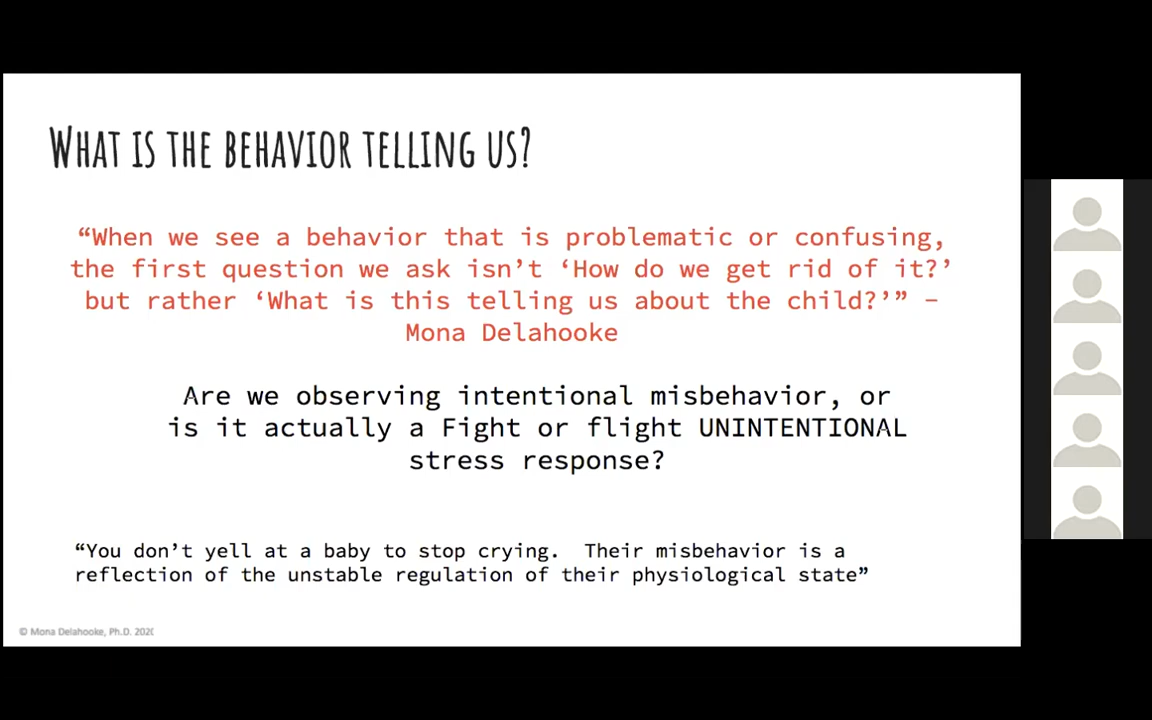 WHAT IS THE BEHAVIOR TELLING US?
“When we see a behavior that is problematic or confusing,
the first question we ask isn’t ‘How do we get rid of it?’
but rather ‘What is this telling us about the child?’” –
Mona Delahooke
Are we observing intentional misbehavior, or
is it actually a Fight or flight UNINTENTIONAL
stress response?
“You don’t yell at a baby to stop crying.  Their misbehavior is a
reflection of the unstable regulation of their physiological state”
© Mona Delahooke, Ph.D. 2020